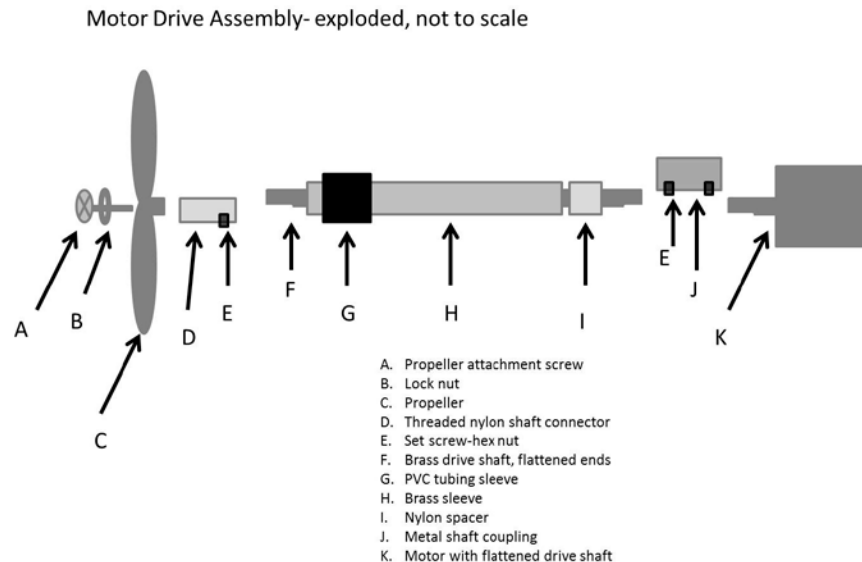 Motor Drive Assembly- exploded, not to scale
A
B
C
D
E
F
G
H
I
E
J
K
A. Propeller attachment screw
B. Lock nut
C. Propeller
D. Threaded nylon shaft connector
E. Set screw-hex nut
F. Brass drive shaft, flattened ends
G. PVC tubing sleeve
H. Brass sleeve
I. Nylon spacer
J. Metal shaft coupling
K. Motor with flattened drive shaft